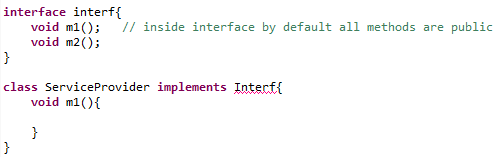 interface interf{
    void m1();   // inside interface by default all methods are public
    void m2();
}
class ServiceProvider implements Interf{
    void m1(){
    }
}